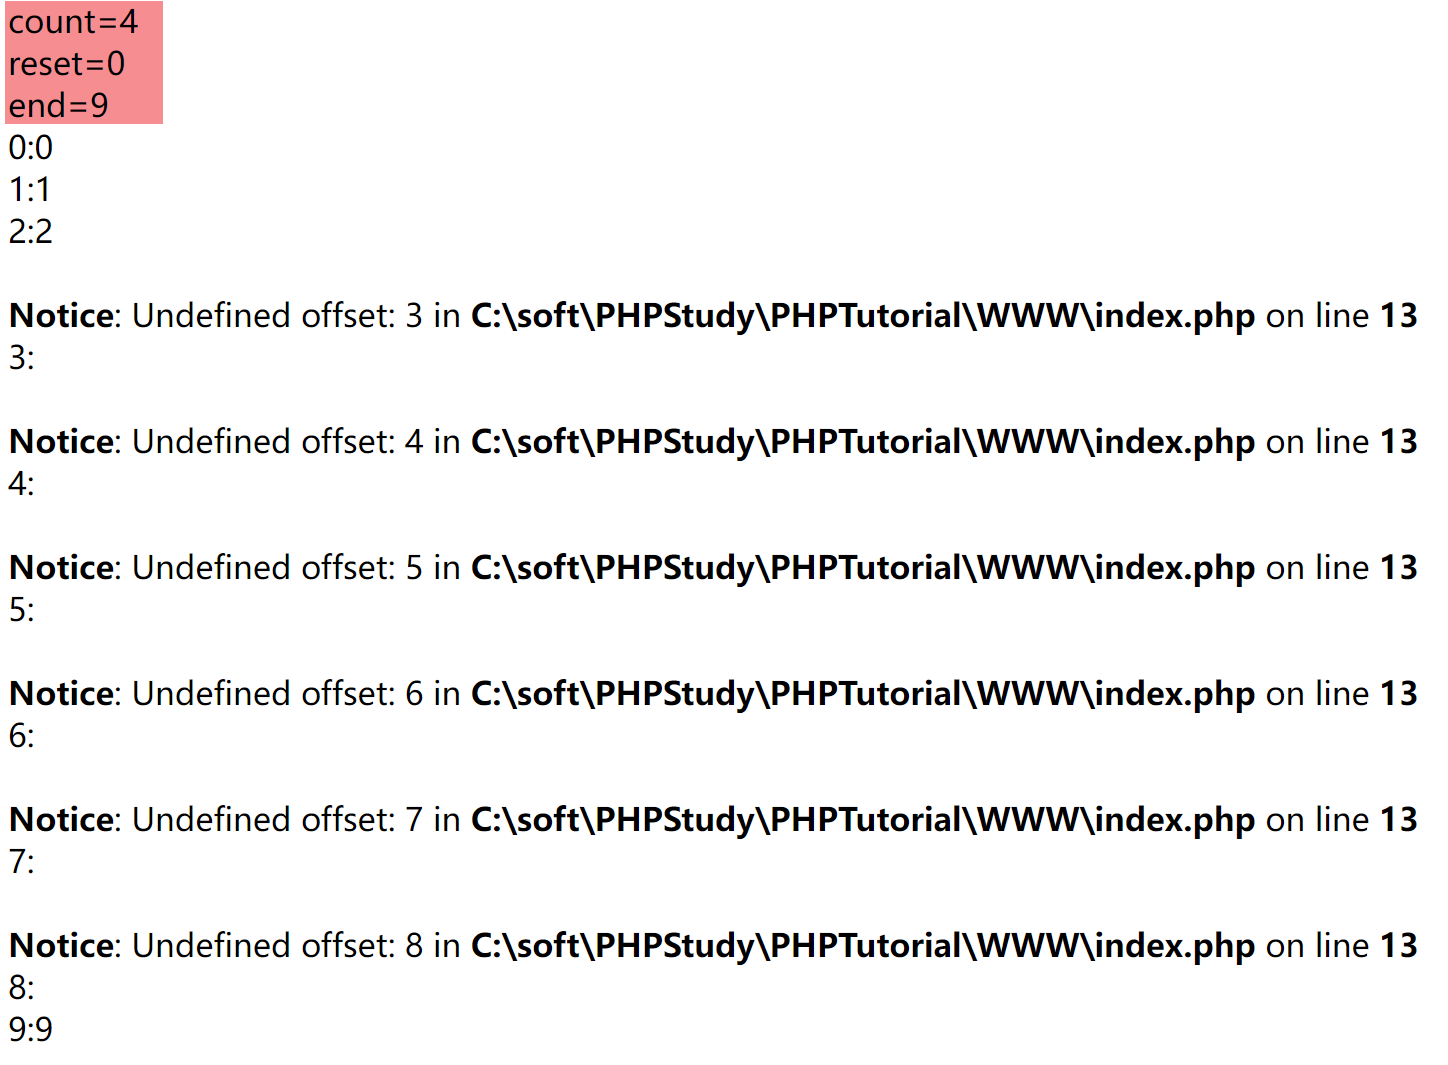 count=4
reset=0
end=9
0:0
1:1
2:2
Notice: Undefined offset: 3 in C:\soft\PHPStudy\PHPTutorial\WWW\index.php on line 13
3:
Notice: Undefined offset: 4 in C:\soft\PHPStudy\PHPTutorial\WWW\index.php on line 13
4:
Notice: Undefined offset: 5 in C:\soft\PHPStudy\PHPTutorial\WWW\index.php on line 13
5:
Notice: Undefined offset: 6 in C:\soft\PHPStudy\PHPTutorial\WWW\index.php on line 13
6:
Notice: Undefined offset: 7 in C:\soft\PHPStudy\PHPTutorial\WWW\index.php on line 13
7:
Notice: Undefined offset: 8 in C:\soft\PHPStudy\PHPTutorial\WWW\index.php on line 13
8:
9:9